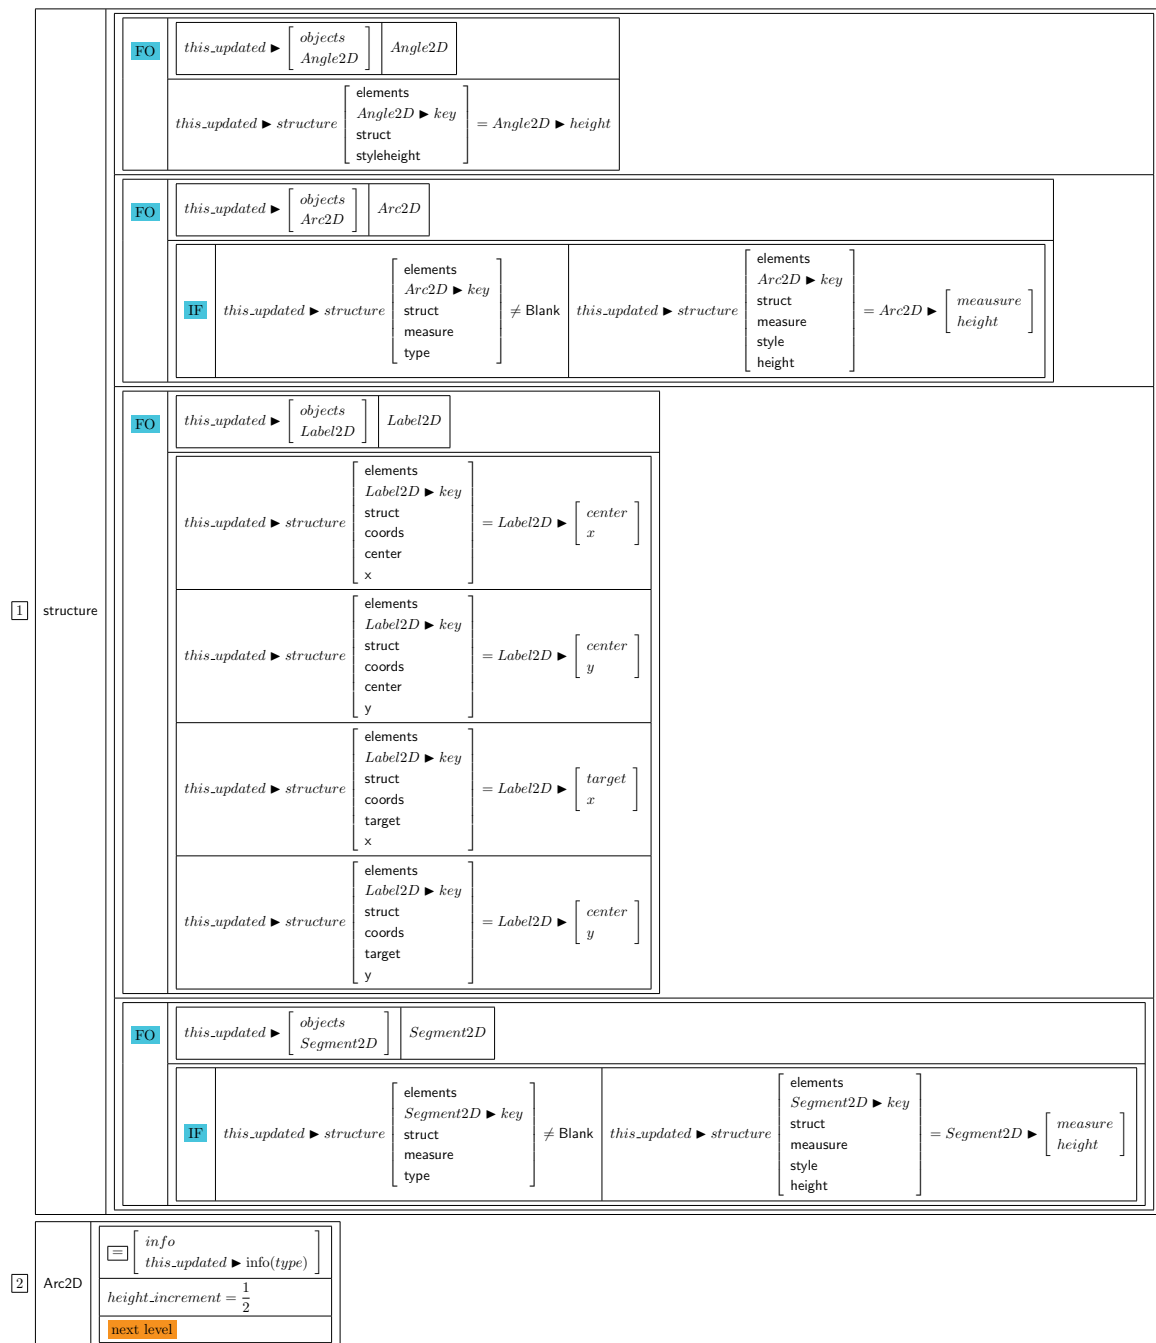 FO
this_updated ▶ [ objects
Angle2D ] Angle2D
this_updated ▶ structure [ elements
Angle2D ▶ key
struct
styleheight ] = Angle2D ▶ height
FO
this_updated ▶ [ objects
Arc2D ] Arc2D
IF
this_updated ▶ structure [ elements
Arc2D ▶ key
struct
measure
type ] ≠ Blank
this_updated ▶ structure [ elements
Arc2D ▶ key
struct
measure
style
height ] = Arc2D ▶ [ meausure
height ]
FO
this_updated ▶ [ objects
Label2D ] Label2D
this_updated ▶ structure [ elements
Label2D ▶ key
struct
coords
center
x ] = Label2D ▶ [ center
x ]
1 structure
this_updated ▶ structure [ elements
Label2D ▶ key
struct
coords
center
y ] = Label2D ▶ [ center
y ]
this_updated ▶ structure [ elements
Label2D ▶ key
struct
coords
target
x ] = Label2D ▶ [ target
x ]
this_updated ▶ structure [ elements
Label2D ▶ key
struct
coords
target
y ] = Label2D ▶ [ center
y ]
FO
this_updated ▶ [ objects
Segment2D ] Segment2D
IF
this_updated ▶ structure [ elements
Segment2D ▶ key
struct
measure
type ] ≠ Blank
this_updated ▶ structure [ elements
Segment2D ▶ key
struct
meausure
style
height ] = Segment2D ▶ [ measure
height ]
2 Arc2D
= [ info
this_updated ▶ info(type) ]
height_increment = 1/2
next level